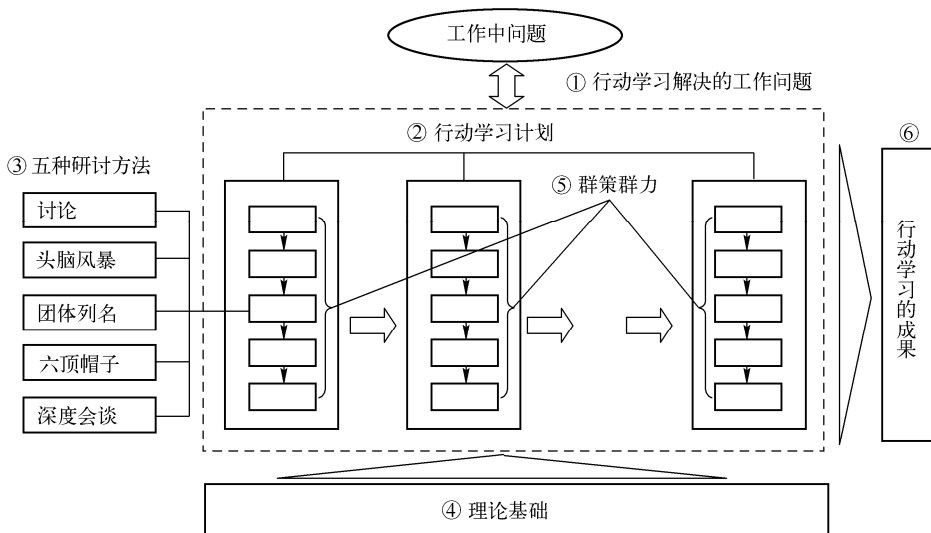 工作中问题
① 行动学习解决的工作问题
② 行动学习计划
⑥
③ 五种研讨方法
⑤ 群策群力
讨论
头脑风暴
团体列名
六顶帽子
深度会谈
行动学习的成果
④ 理论基础